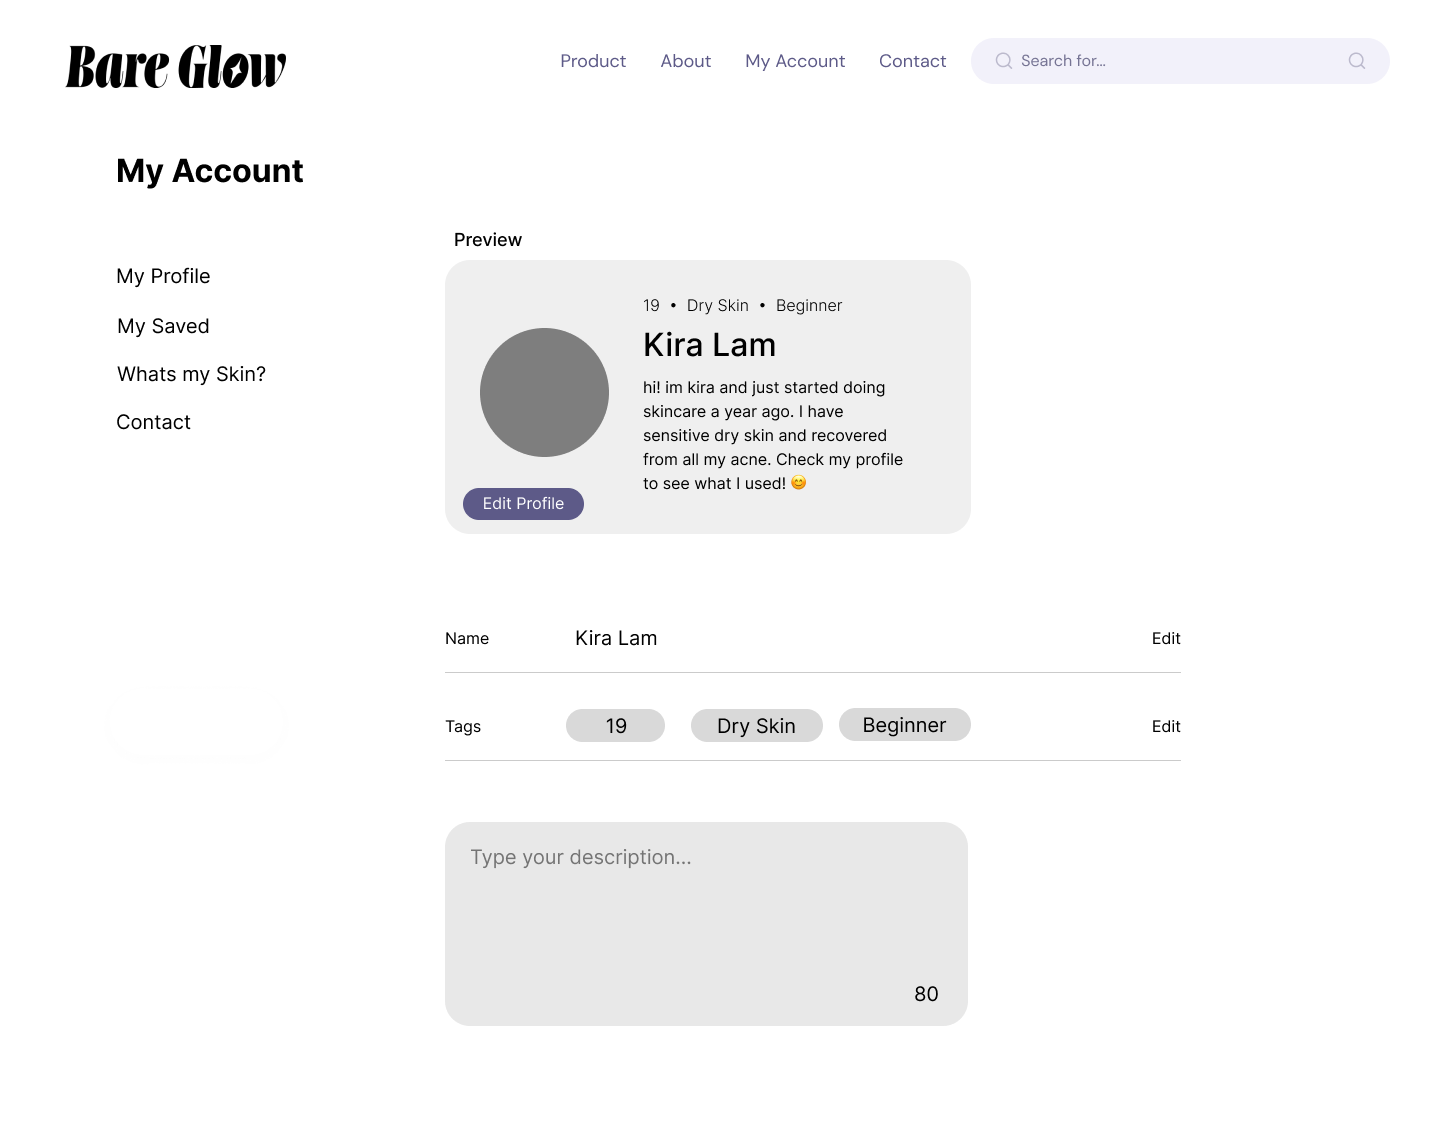 Bare Glow
Product
About
My Account
Contact
Search for...
My Account
My Profile
My Saved
Whats my Skin?
Contact
Preview
19 • Dry Skin • Beginner
Kira Lam
hi! im kira and just started doing
skincare a year ago. I have
sensitive dry skin and recovered
from all my acne. Check my profile
to see what I used! 😊
Edit Profile
Name
Kira Lam
Edit
Tags
19
Dry Skin
Beginner
Edit
Type your description...
80